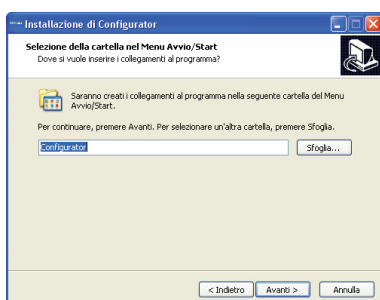 Installazione di Configurator
Selezione della cartella nel Menu Avvio/Start
Dove si vuole inserire i collegamenti al programma?
Saranno creati i collegamenti al programma nella seguente cartella del Menu
Avvio/Start.
Per continuare, premere Avanti. Per selezionare un'altra cartella, premere Sfoglia.
Configurator
Sfoglia...
< Indietro
Avanti >
Annulla